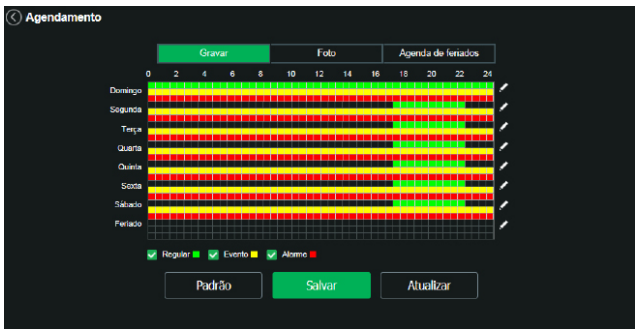 Agendamento
Gravar Foto Agenda de feriados
0 2 4 6 8 10 12 14 16 18 20 22 24
Domingo
Segunda
Terça
Quarta
Quinta
Sexta
Sábado
Feriado
Regular Evento Alarme
Padrão Salvar Atualizar